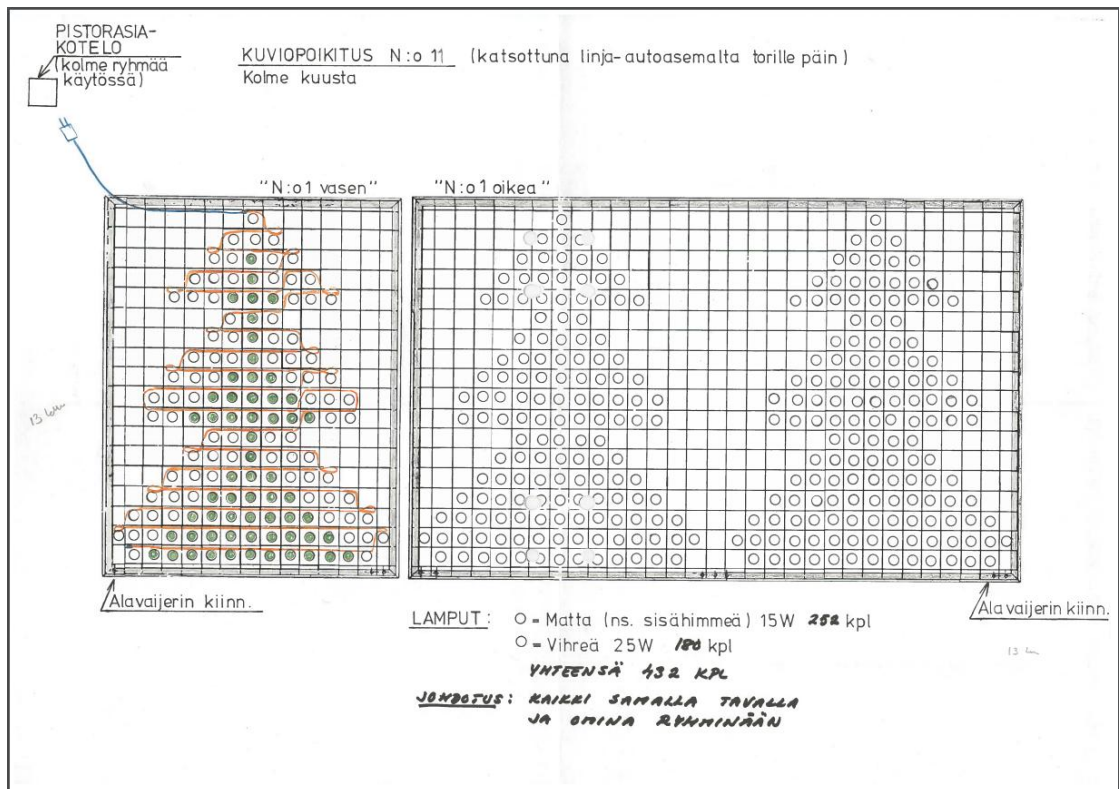 PISTORASIA-
KOTELO
(kolme ryhmää
käytössä)
KUVIOPOIKITUS N:o 11 (katsottuna linja-autoasemalta torille päin)
Kolme kuusta
"N:o 1 vasen"
"N:o 1 oikea"
Alavaijerin kiinn.
Alavaijerin kiinn.
LAMPUT: O = Matta (ns. sisähimmeä) 15W 252 kpl
O = Vihreä 25W 180 kpl
YHTEENSÄ 432 KPL
JOHDOTUS: KAIKKI SAMALLA TAVALLA
JA OMINA RYHMINÄÄN